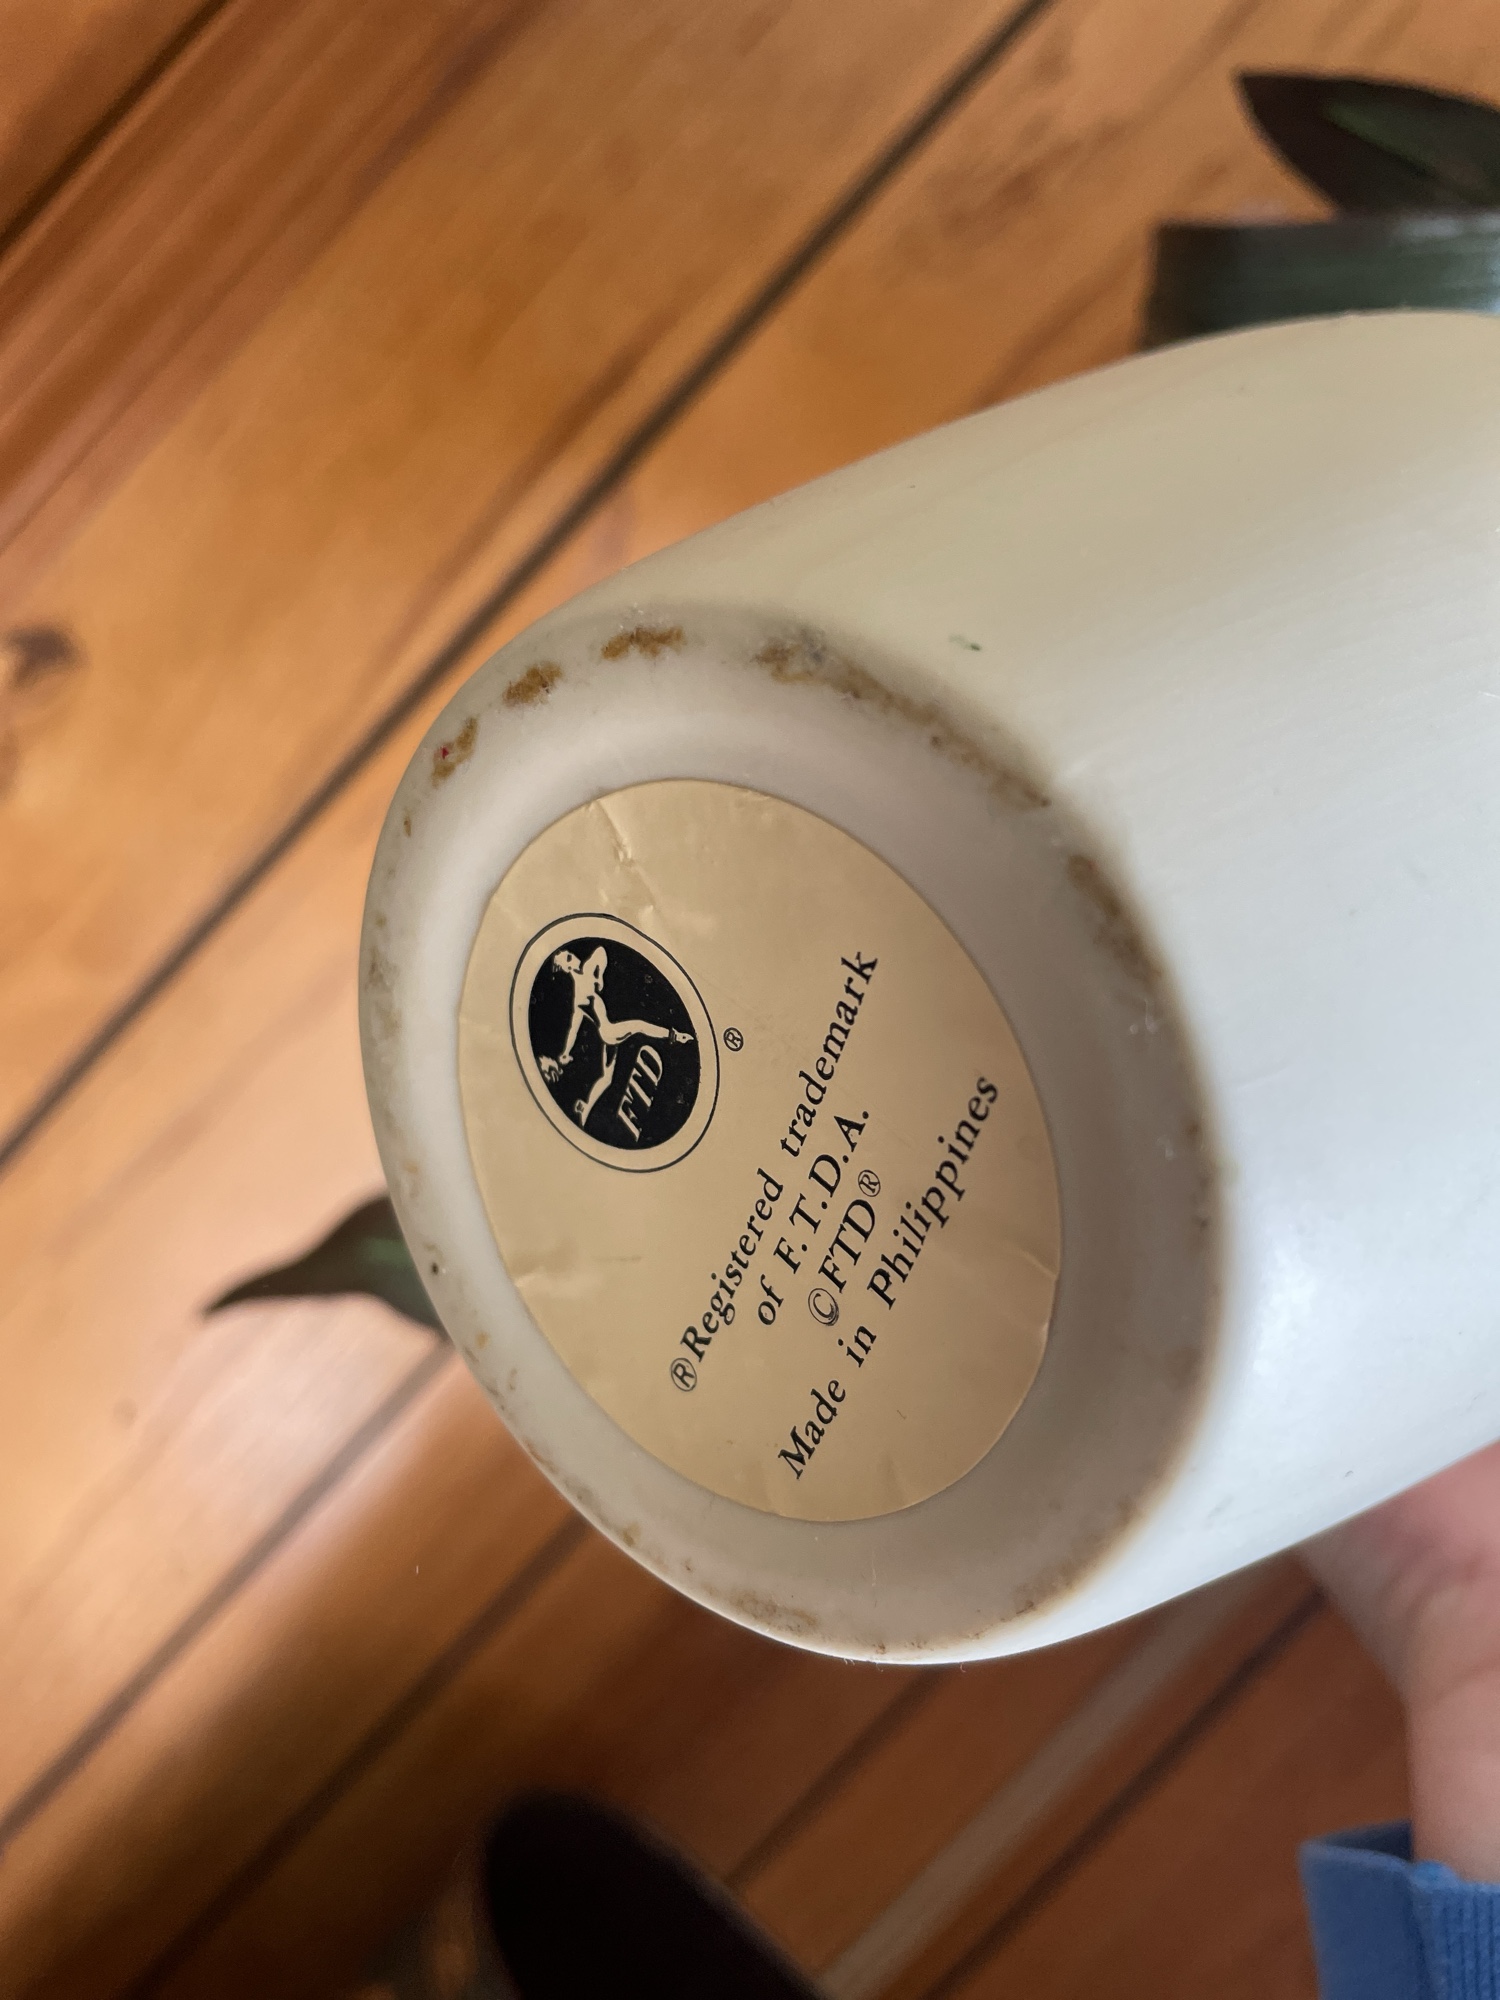 FTD
®
®Registered trademark
of F.T.D.A.
©FTD®
Made in Philippines